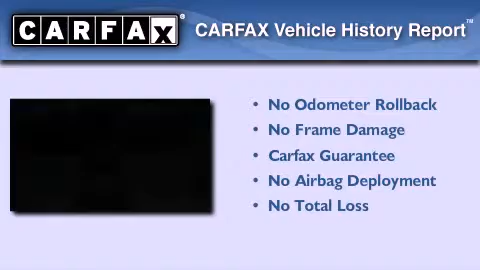 CARFAX® CARFAX Vehicle History Report™
• No Odometer Rollback
• No Frame Damage
• Carfax Guarantee
• No Airbag Deployment
• No Total Loss